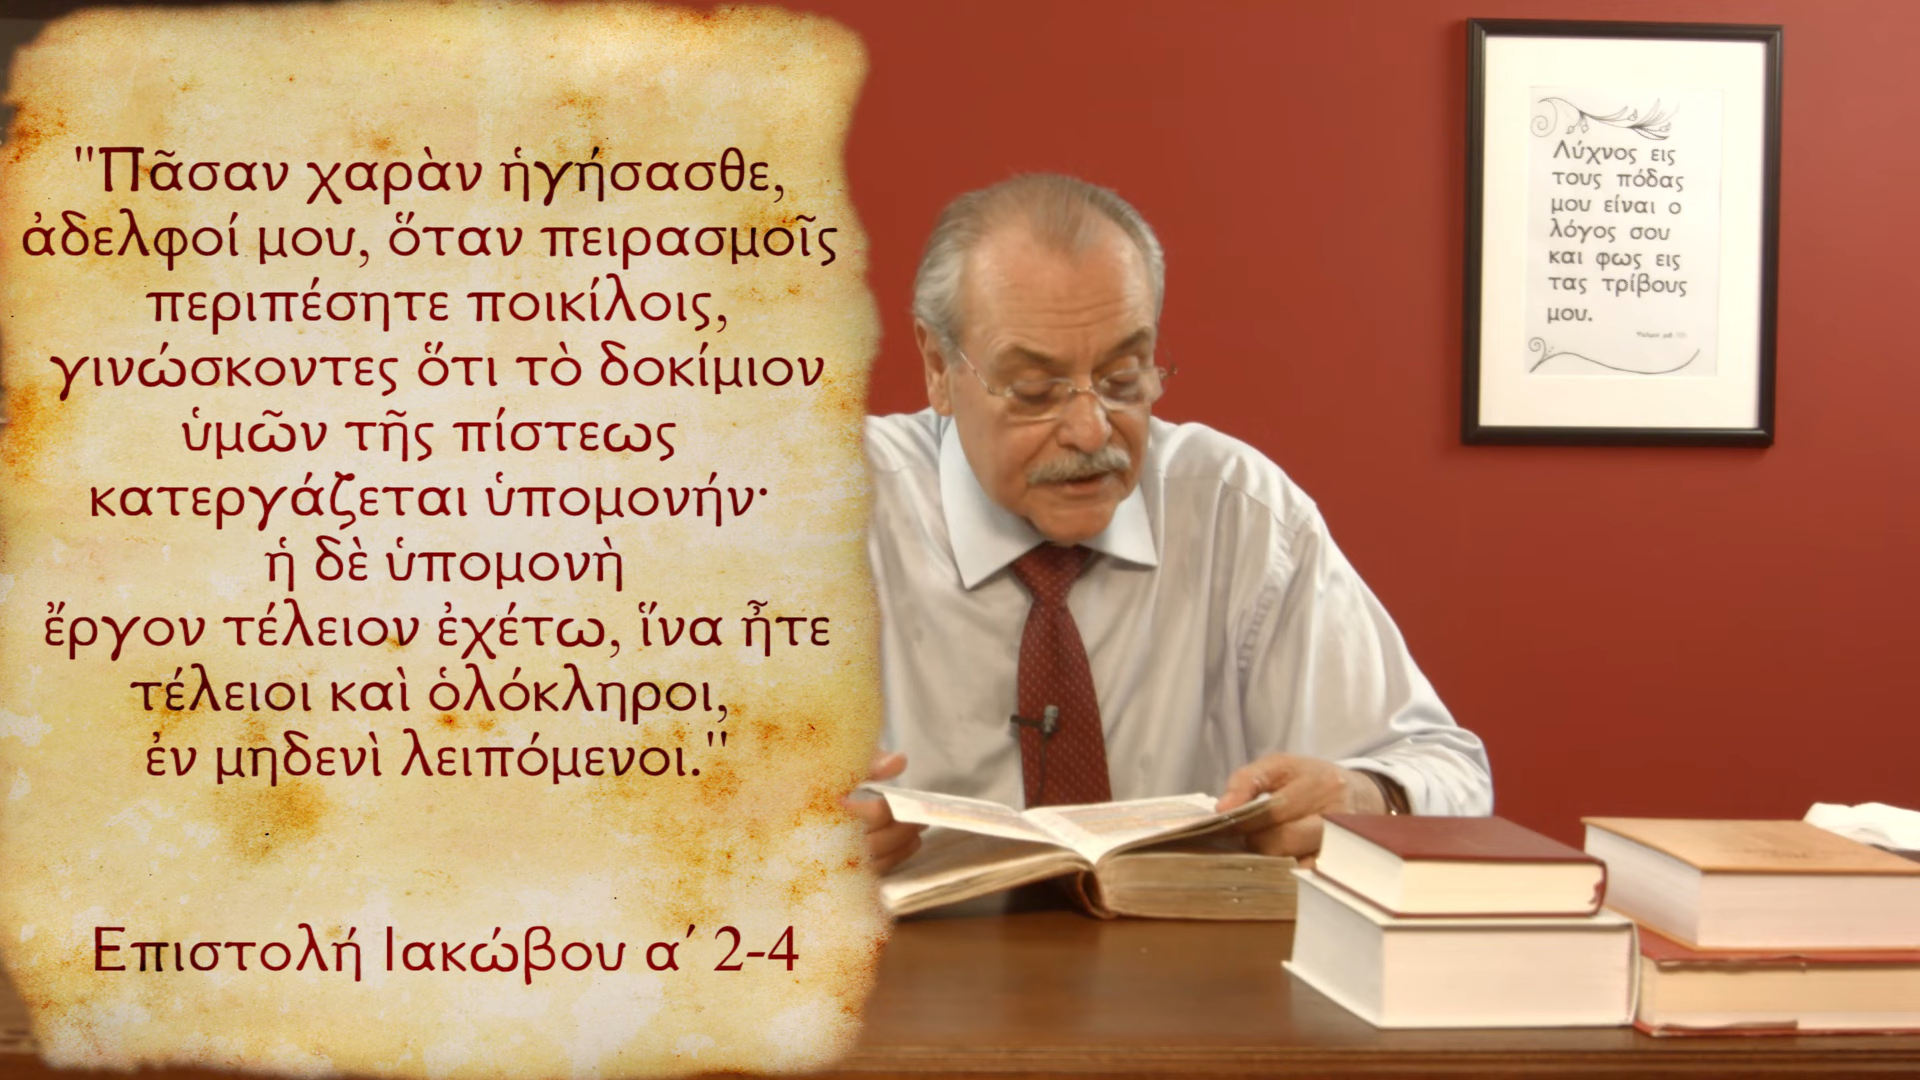 "Πᾶσαν χαρὰν ἡγήσασθε,
ἀδελφοί μου, ὅταν πειρασμοῖς
περιπέσητε ποικίλοις,
γινώσκοντες ὅτι τὸ δοκίμιον
ὑμῶν τῆς πίστεως
κατεργάζεται ὑπομονήν·
ἡ δὲ ὑπομονὴ
ἔργον τέλειον ἐχέτω, ἵνα ἦτε
τέλειοι καὶ ὁλόκληροι,
ἐν μηδενὶ λειπόμενοι."
Επιστολή Ιακώβου α΄ 2-4
Λύχνος εις
τους πόδας
μου είναι ο
λόγος σου
και φως εις
τας τρίβους
μου.